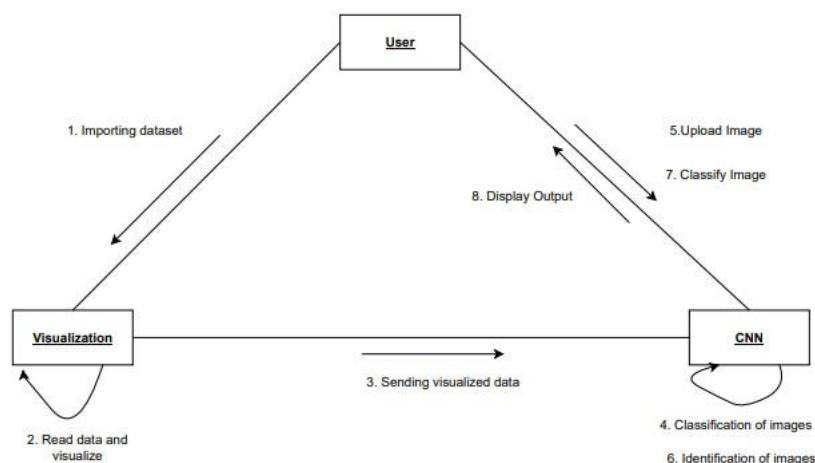 User
1. Importing dataset
5.Upload Image
7. Classify Image
8. Display Output
Visualization
CNN
3. Sending visualized data
2. Read data and
visualize
4. Classification of images
6. Identification of images